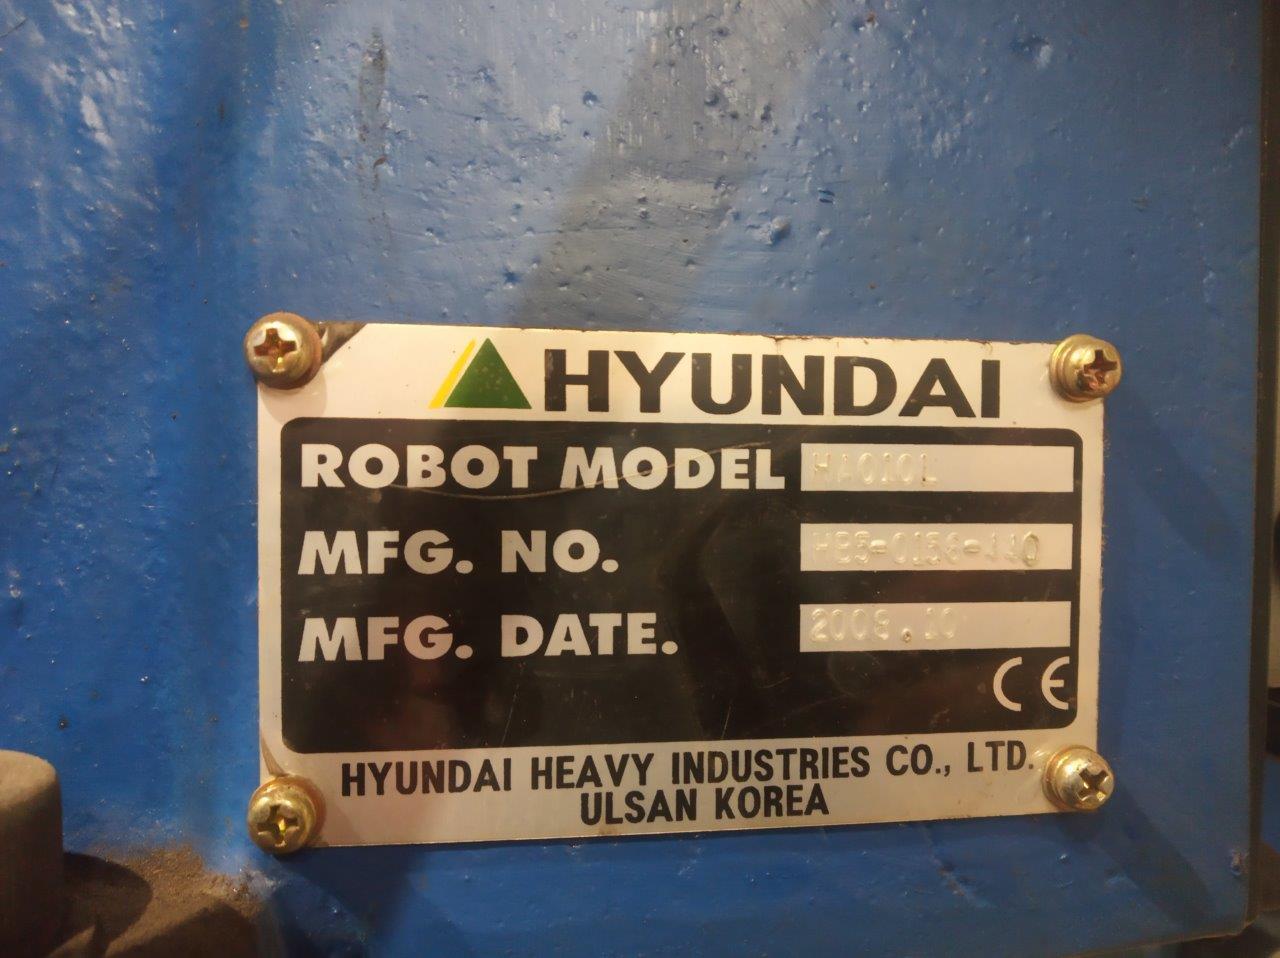 HYUNDAI
ROBOT MODEL HA010L
MFG. NO.
MFG. DATE. 2008.10
CE
HYUNDAI HEAVY INDUSTRIES CO., LTD.
ULSAN KOREA